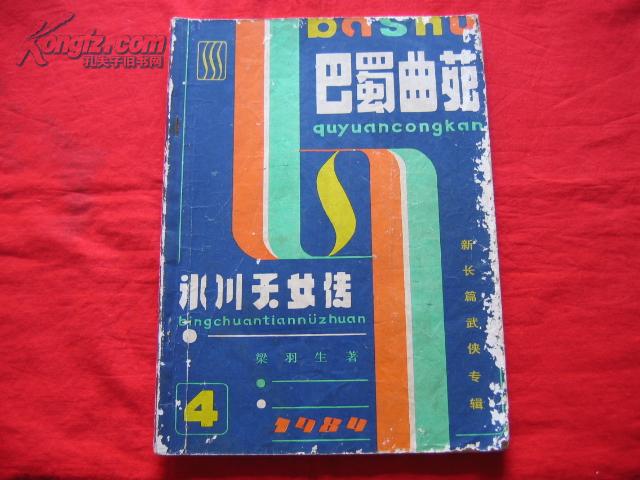 Kongfz.com
孔夫子旧书网
bashu
巴蜀曲苑
quyuancongkan
新长篇武侠专辑
冰川天女传
bingchuantiannüzhuan
梁羽生著
4
1984